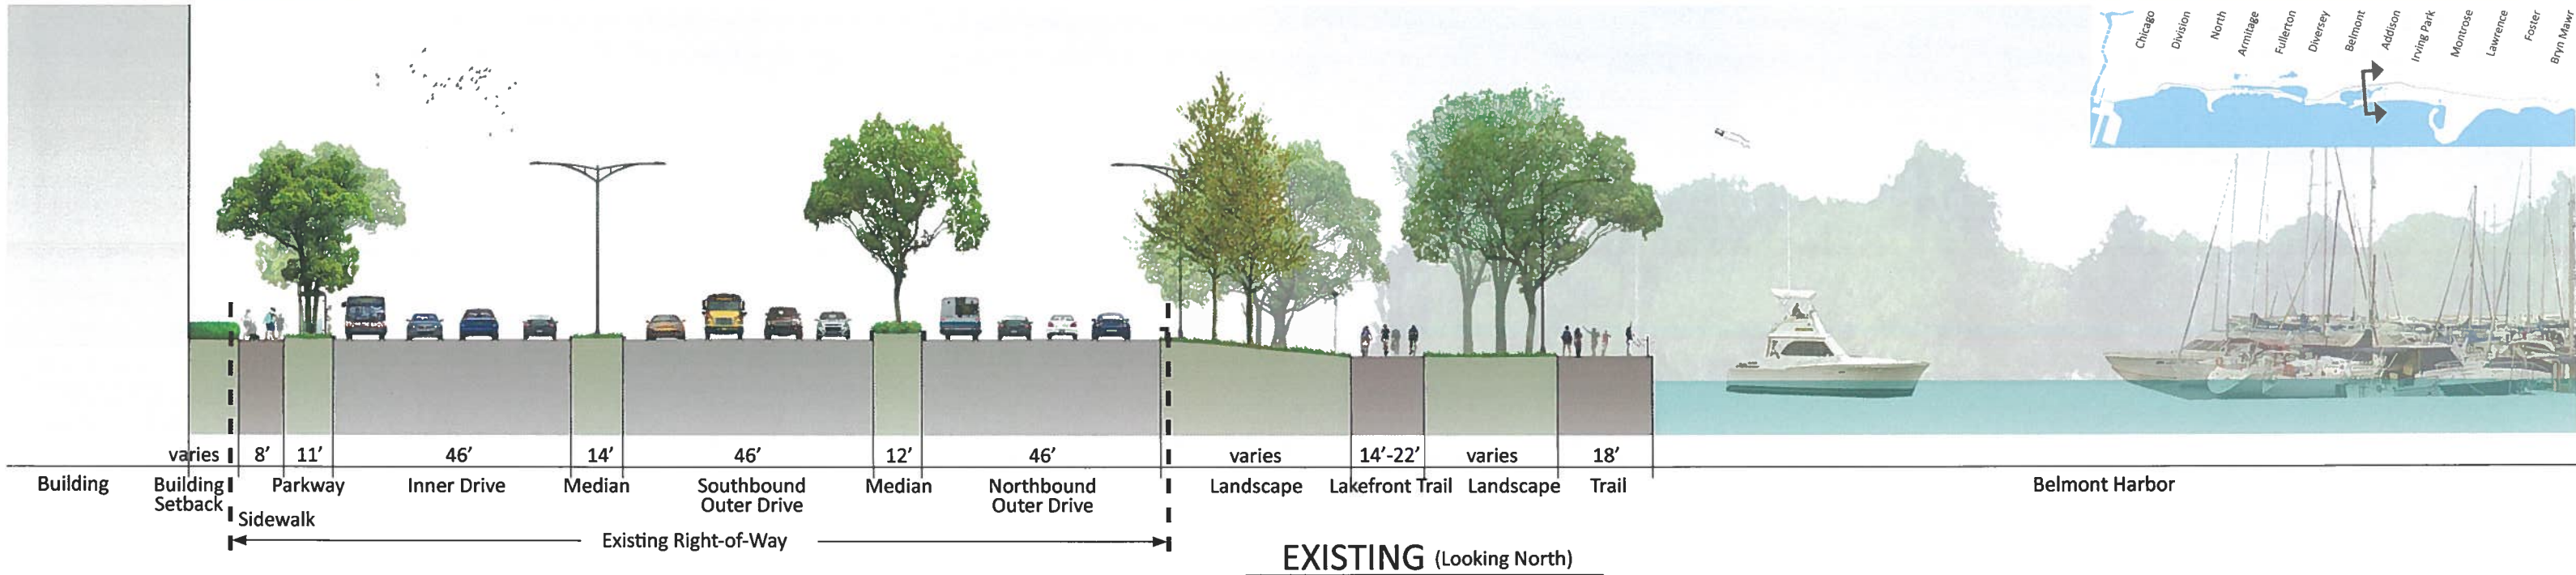 Chicago
Division
North
Armitage
Fullerton
Diversey
Belmont
Addison
Irving Park
Montrose
Lawrence
Foster
Bryn Mawr
varies
8'
11'
46'
14'
46'
12'
46'
varies
14'-22'
varies
18'
Building
Building
Setback
Sidewalk
Parkway
Inner Drive
Median
Southbound
Outer Drive
Median
Northbound
Outer Drive
Landscape
Lakefront Trail
Landscape
Trail
Belmont Harbor
Existing Right-of-Way
EXISTING (Looking North)